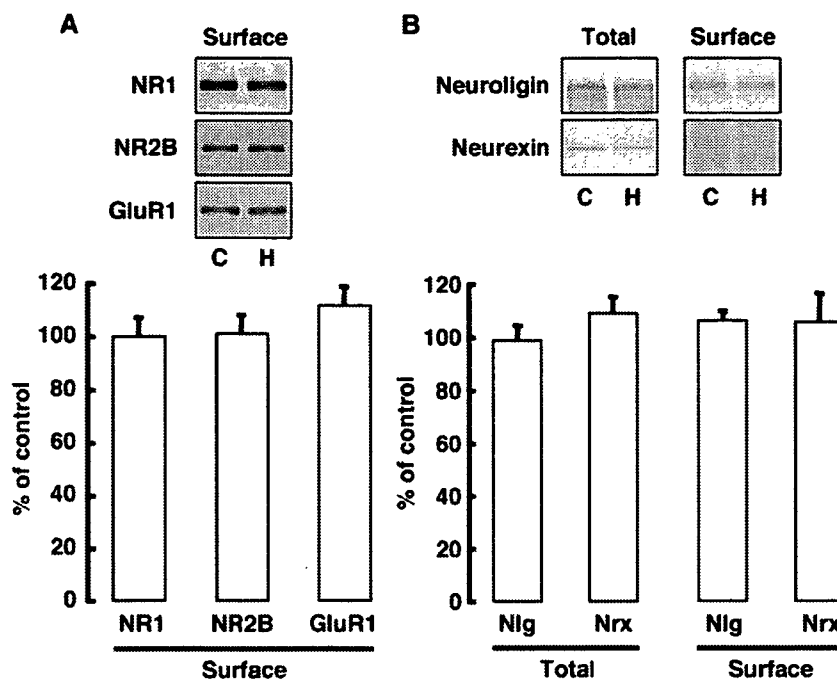 A
Surface
NR1
NR2B
GluR1
C H
% of control
120
100
80
60
40
20
0
NR1 NR2B GluR1
Surface
B
Total Surface
Neuroligin
Neurexin
C H C H
% of control
120
100
80
60
40
20
0
Nlg Nrx Nlg Nrx
Total Surface